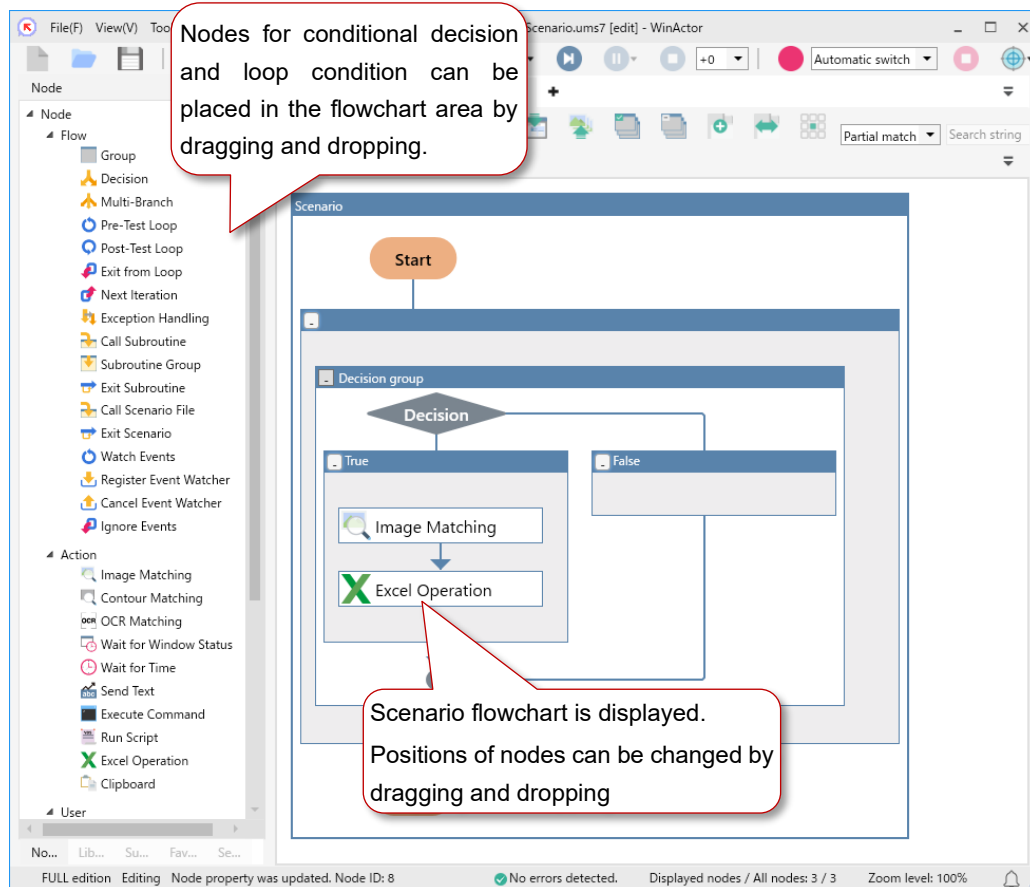 File(F) View(V) Too
Scenario.ums7 [edit] - WinActor
Nodes for conditional decision
and loop condition can be
placed in the flowchart area by
dragging and dropping.
+0
Automatic switch
Node
Partial match
Search string
Node
Flow
Group
Decision
Multi-Branch
Pre-Test Loop
Post-Test Loop
Exit from Loop
Next Iteration
Exception Handling
Call Subroutine
Subroutine Group
Exit Subroutine
Call Scenario File
Exit Scenario
Watch Events
Register Event Watcher
Cancel Event Watcher
Ignore Events
Action
Image Matching
Contour Matching
OCR OCR Matching
Wait for Window Status
Wait for Time
abc Send Text
Execute Command
Run Script
Excel Operation
Clipboard
User
No... Lib... Su... Fav... Se...
Scenario
Start
Decision group
Decision
True
False
Image Matching
Excel Operation
Scenario flowchart is displayed.
Positions of nodes can be changed by
dragging and dropping
FULL edition Editing Node property was updated. Node ID: 8
No errors detected.
Displayed nodes / All nodes: 3 / 3
Zoom level: 100%